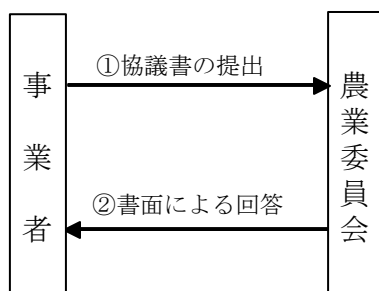 事業者
①協議書の提出
②書面による回答
農業委員会